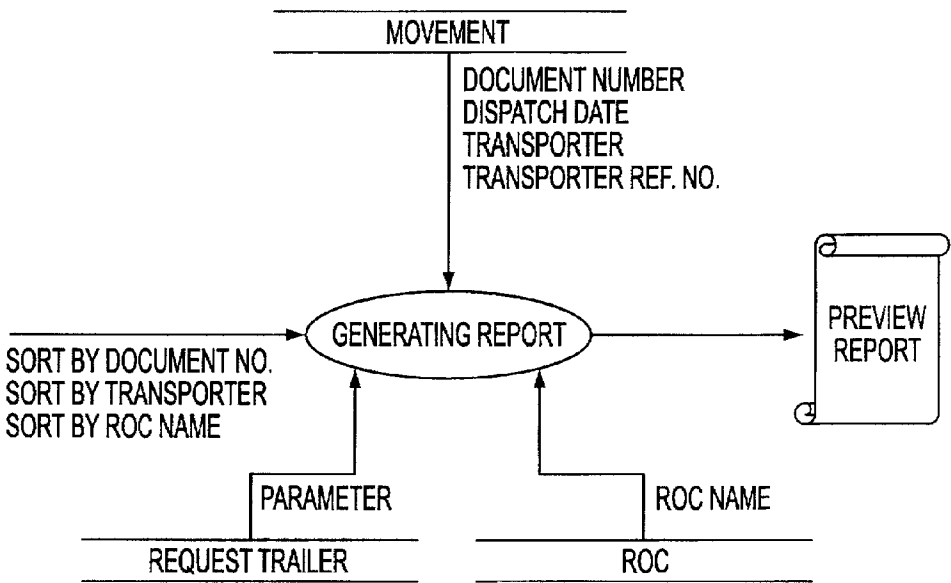 MOVEMENT
DOCUMENT NUMBER
DISPATCH DATE
TRANSPORTER
TRANSPORTER REF. NO.
GENERATING REPORT
PREVIEW
REPORT
SORT BY DOCUMENT NO.
SORT BY TRANSPORTER
SORT BY ROC NAME
PARAMETER
ROC NAME
REQUEST TRAILER
ROC